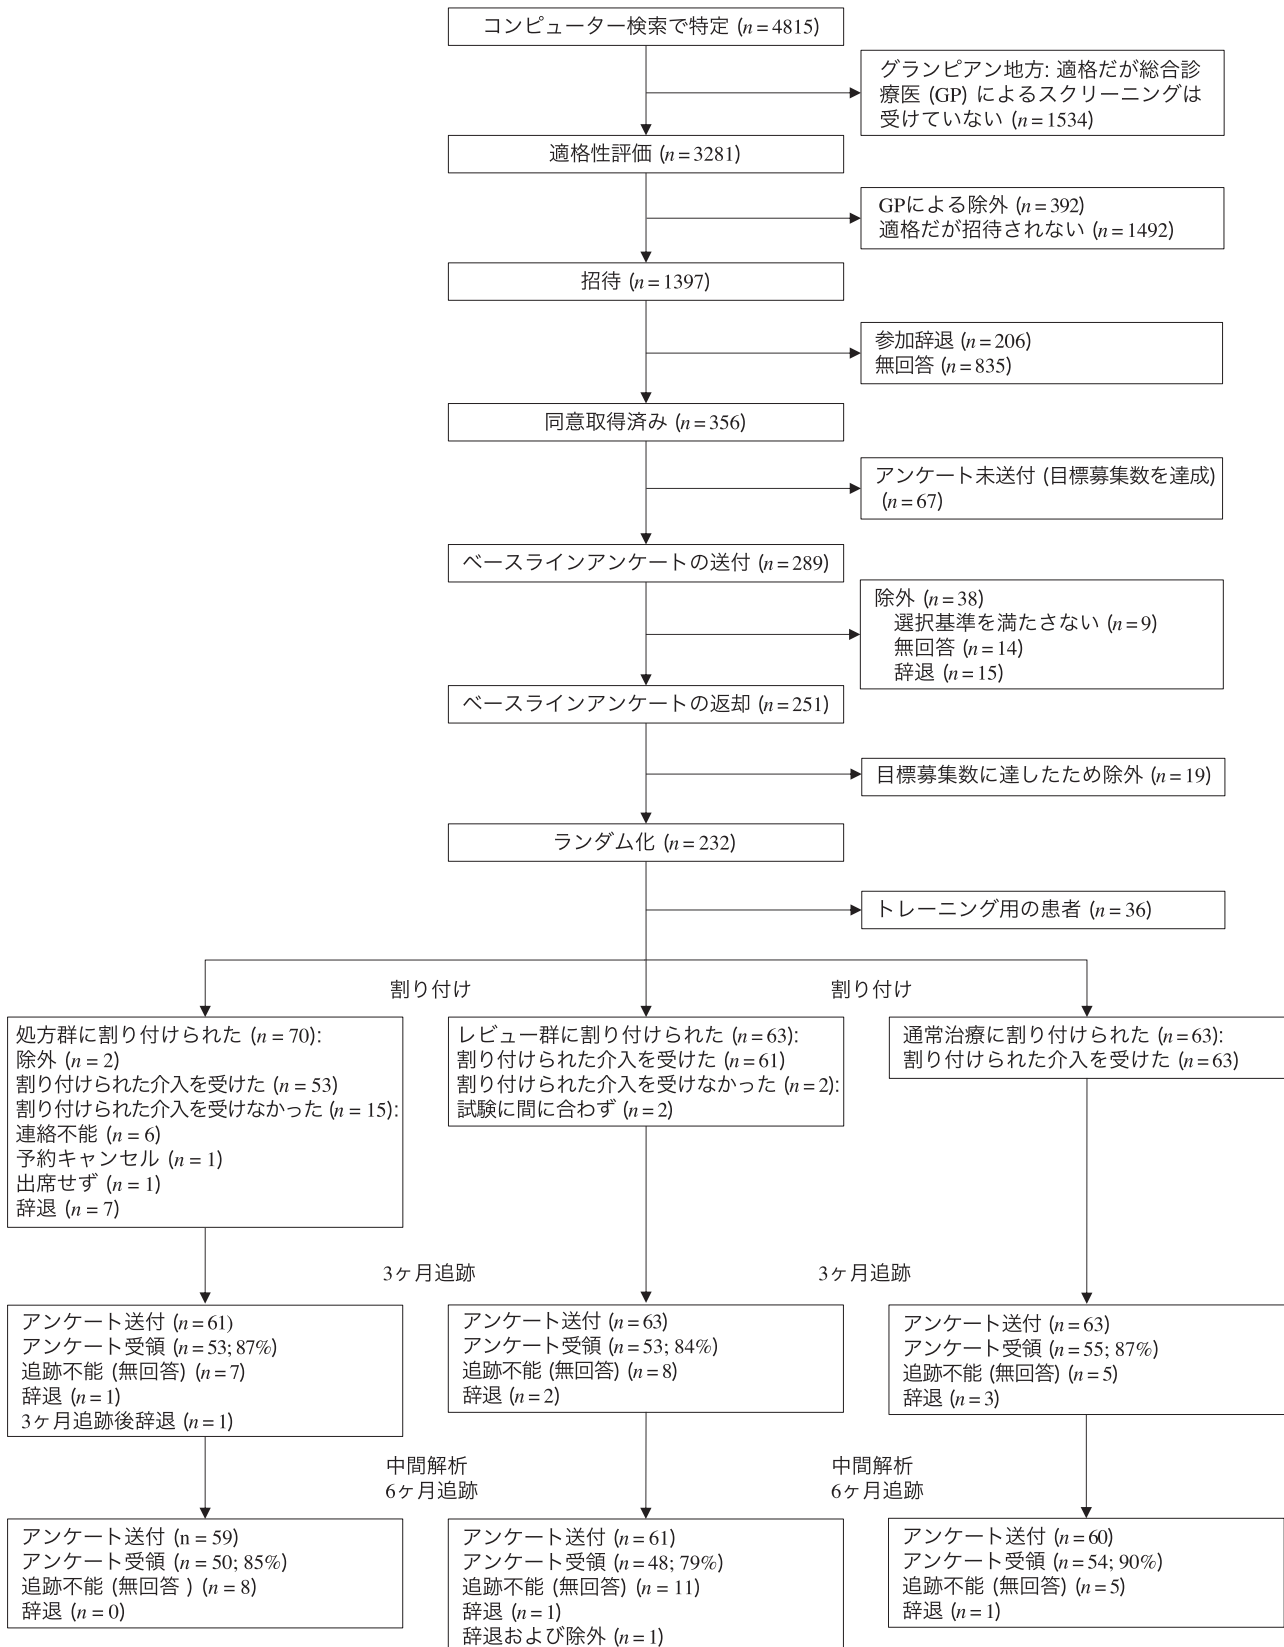 コンピューター検索で特定 (n = 4815)
グランピアン地方: 適格だが総合診
療医 (GP) によるスクリーニングは
受けていない (n = 1534)
適格性評価 (n = 3281)
GPによる除外 (n = 392)
適格だが招待されない (n = 1492)
招待 (n = 1397)
参加辞退 (n = 206)
無回答 (n = 835)
同意取得済み (n = 356)
アンケート未送付 (目標募集数を達成)
(n = 67)
ベースラインアンケートの送付 (n = 289)
除外 (n = 38)
選択基準を満たさない (n = 9)
無回答 (n = 14)
辞退 (n = 15)
ベースラインアンケートの返却 (n = 251)
目標募集数に達したため除外 (n = 19)
ランダム化 (n = 232)
トレーニング用の患者 (n = 36)
割り付け
割り付け
処方群に割り付けられた (n = 70):
除外 (n = 2)
割り付けられた介入を受けた (n = 53)
割り付けられた介入を受けなかった (n = 15):
連絡不能 (n = 6)
予約キャンセル (n = 1)
出席せず (n = 1)
辞退 (n = 7)
レビュー群に割り付けられた (n = 63):
割り付けられた介入を受けた (n = 61)
割り付けられた介入を受けなかった (n = 2):
試験に間に合わず (n = 2)
通常治療に割り付けられた (n = 63):
割り付けられた介入を受けた (n = 63)
3ヶ月追跡
3ヶ月追跡
アンケート送付 (n = 61)
アンケート受領 (n = 53; 87%)
追跡不能 (無回答) (n = 7)
辞退 (n = 1)
3ヶ月追跡後辞退 (n = 1)
アンケート送付 (n = 63)
アンケート受領 (n = 53; 84%)
追跡不能 (無回答) (n = 8)
辞退 (n = 2)
アンケート送付 (n = 63)
アンケート受領 (n = 55; 87%)
追跡不能 (無回答) (n = 5)
辞退 (n = 3)
中間解析
6ヶ月追跡
中間解析
6ヶ月追跡
アンケート送付 (n = 59)
アンケート受領 (n = 50; 85%)
追跡不能 (無回答 ) (n = 8)
辞退 (n = 0)
アンケート送付 (n = 61)
アンケート受領 (n = 48; 79%)
追跡不能 (無回答) (n = 11)
辞退 (n = 1)
辞退および除外 (n = 1)
アンケート送付 (n = 60)
アンケート受領 (n = 54; 90%)
追跡不能 (無回答) (n = 5)
辞退 (n = 1)